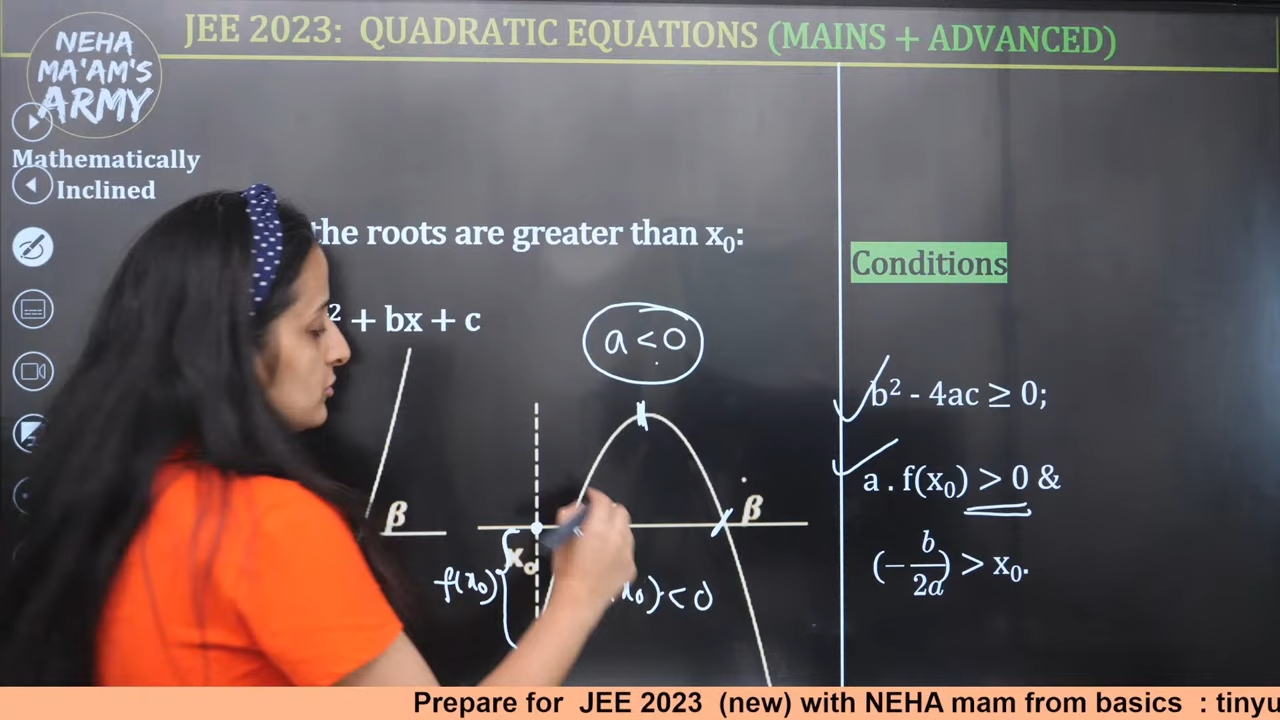 JEE 2023: QUADRATIC EQUATIONS (MAINS + ADVANCED)
NEHA
MA'AM'S
ARMY
Mathematically
Inclined
the roots are greater than x₀:
² + bx + c
a < 0
β
β
x₀
f(x₀)
x₀) < 0
Conditions
b² - 4ac ≥ 0;
a . f(x₀) > 0 &
(-b/2a) > x₀.
Prepare for JEE 2023 (new) with NEHA mam from basics : tinyu